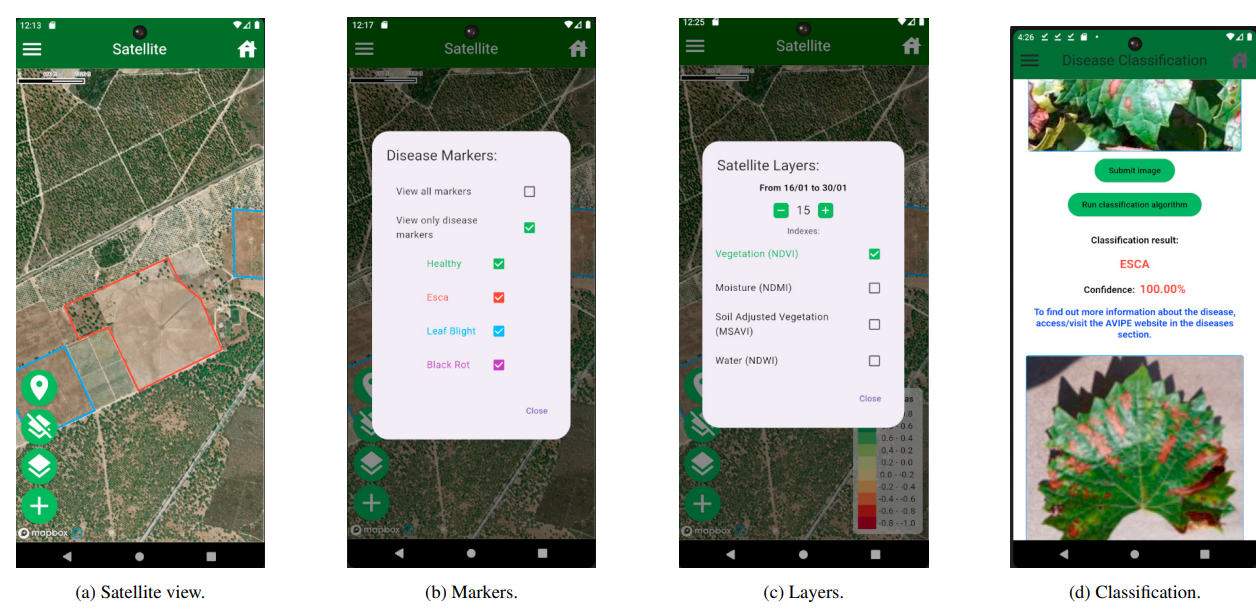 12:13
Satellite
mapbox
(a) Satellite view.
12:17
Satellite
Disease Markers:
View all markers
View only disease
markers
Healthy
Esca
Leaf Blight
Black Rot
Close
mapbox
(b) Markers.
12:25
Satellite
Satellite Layers:
From 16/01 to 30/01
− 15 +
Indexes:
Vegetation (NDVI)
Moisture (NDMI)
Soil Adjusted Vegetation
(MSAVI)
Water (NDWI)
Close
0.6 - 0.4
0.4 - 0.2
0.2 - 0.0
0.0 - -0.2
-0.2 - -0.4
-0.4 - -0.6
-0.6 - -0.8
-0.8 - -1.0
mapbox
(c) Layers.
4:26
Disease Classification
Submit image
Run classification algorithm
Classification result:
ESCA
Confidence: 100.00%
To find out more information about the disease,
access/visit the AVIPE website in the diseases
section.
(d) Classification.